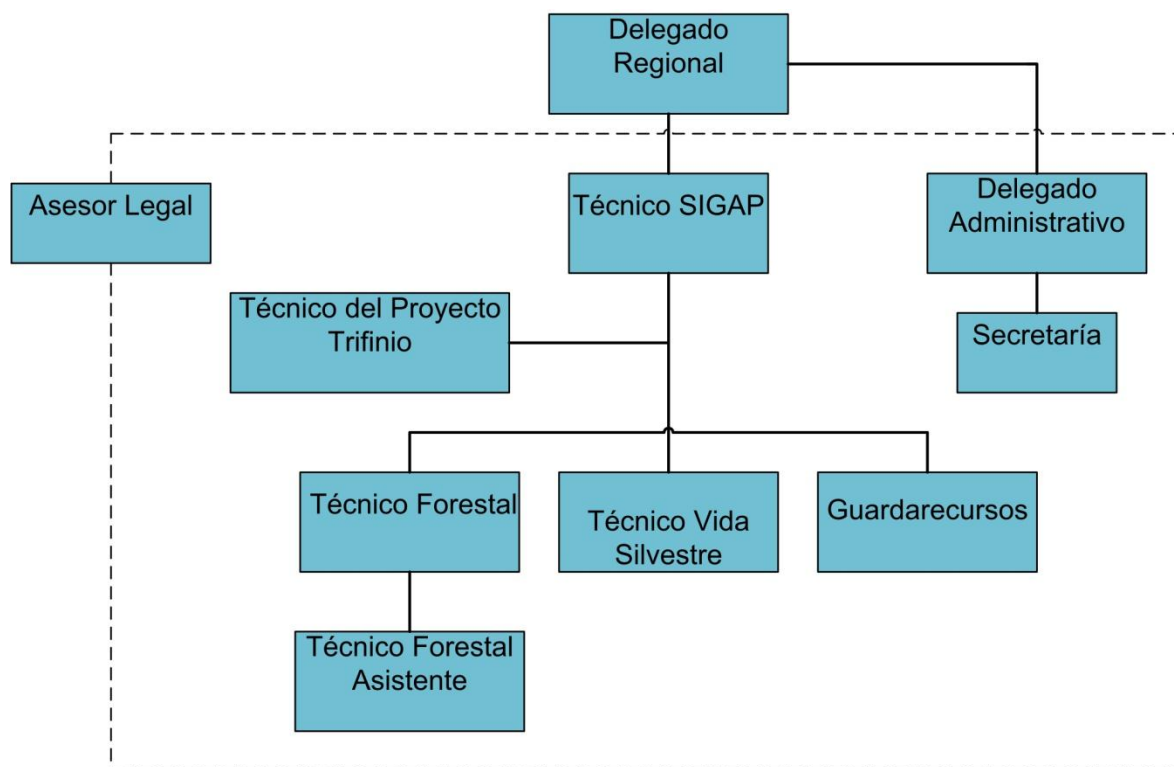 Delegado
Regional
Asesor Legal
Técnico SIGAP
Delegado
Administrativo
Técnico del Proyecto
Trifinio
Secretaría
Técnico Forestal
Técnico Vida
Silvestre
Guardarecursos
Técnico Forestal
Asistente